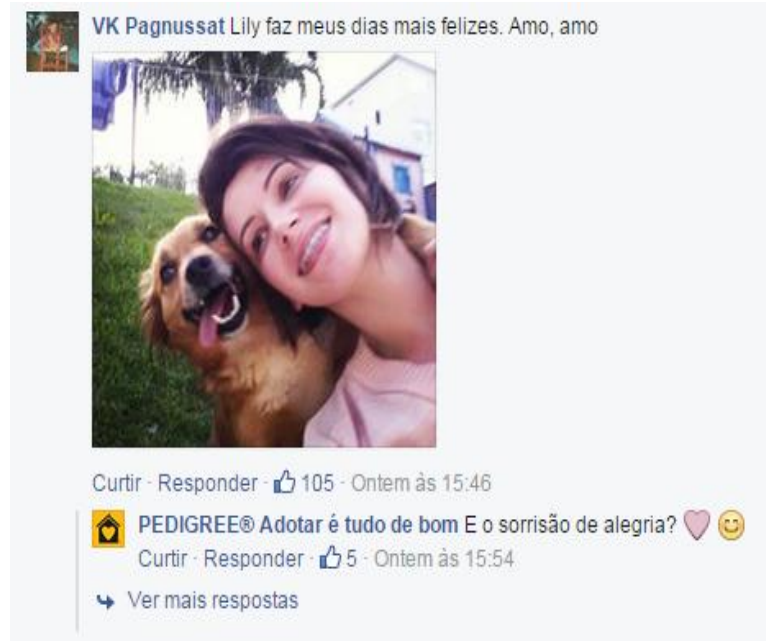 VK Pagnussat Lily faz meus dias mais felizes. Amo, amo
Curtir · Responder · 105 · Ontem às 15:46
PEDIGREE® Adotar é tudo de bom E o sorrisão de alegria?
Curtir · Responder · 5 · Ontem às 15:54
Ver mais respostas